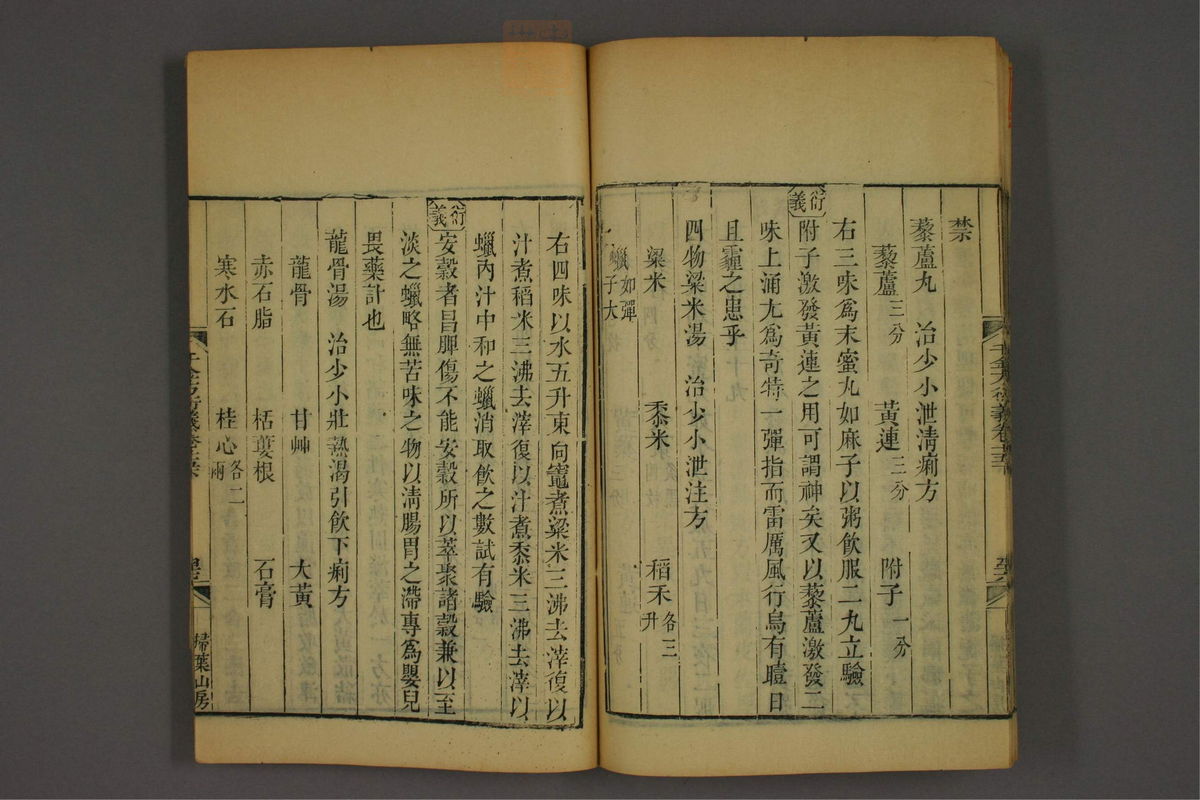 禁
藜蘆丸　治少小泄清痢方
藜蘆三分　黃連三分　附子一分
右三味爲末蜜丸如麻子以粥飲服二丸立驗
衍義
附子激發黃連之用可謂神矣又以藜蘆激發二
味上涌尢爲奇特一彈指而雷厲風行烏有曀日
且霾之患乎
四物粱米湯　治少小泄注方
粱米　黍米　稻禾各三升
蠟如彈子大
右四味以水五升東向竈煮粱米三沸去滓復以
汁煮稻米三沸去滓復以汁煮黍米三沸去滓以
蠟內汁中和之蠟消取飲之數試有驗
衍義
安穀者昌脾傷不能安穀所以萃聚諸穀兼以至
淡之蠟略無苦味之物以清腸胃之滯專爲嬰兒
畏藥計也
龍骨湯　治少小壯熱渴引飲下痢方
龍骨　甘艸　大黃
赤石脂　栝蔞根　石膏
寒水石　桂心各二兩
千金方衍義卷
掃葉山房